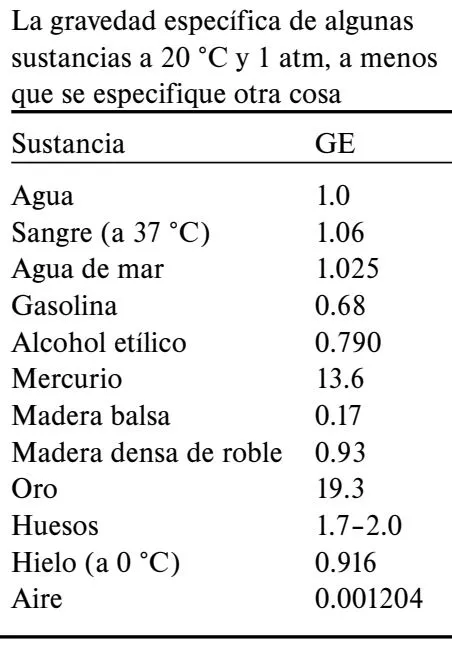 La gravedad específica de algunas
sustancias a 20 °C y 1 atm, a menos
que se especifique otra cosa
Sustancia GE
Agua 1.0
Sangre (a 37 °C) 1.06
Agua de mar 1.025
Gasolina 0.68
Alcohol etílico 0.790
Mercurio 13.6
Madera balsa 0.17
Madera densa de roble 0.93
Oro 19.3
Huesos 1.7–2.0
Hielo (a 0 °C) 0.916
Aire 0.001204